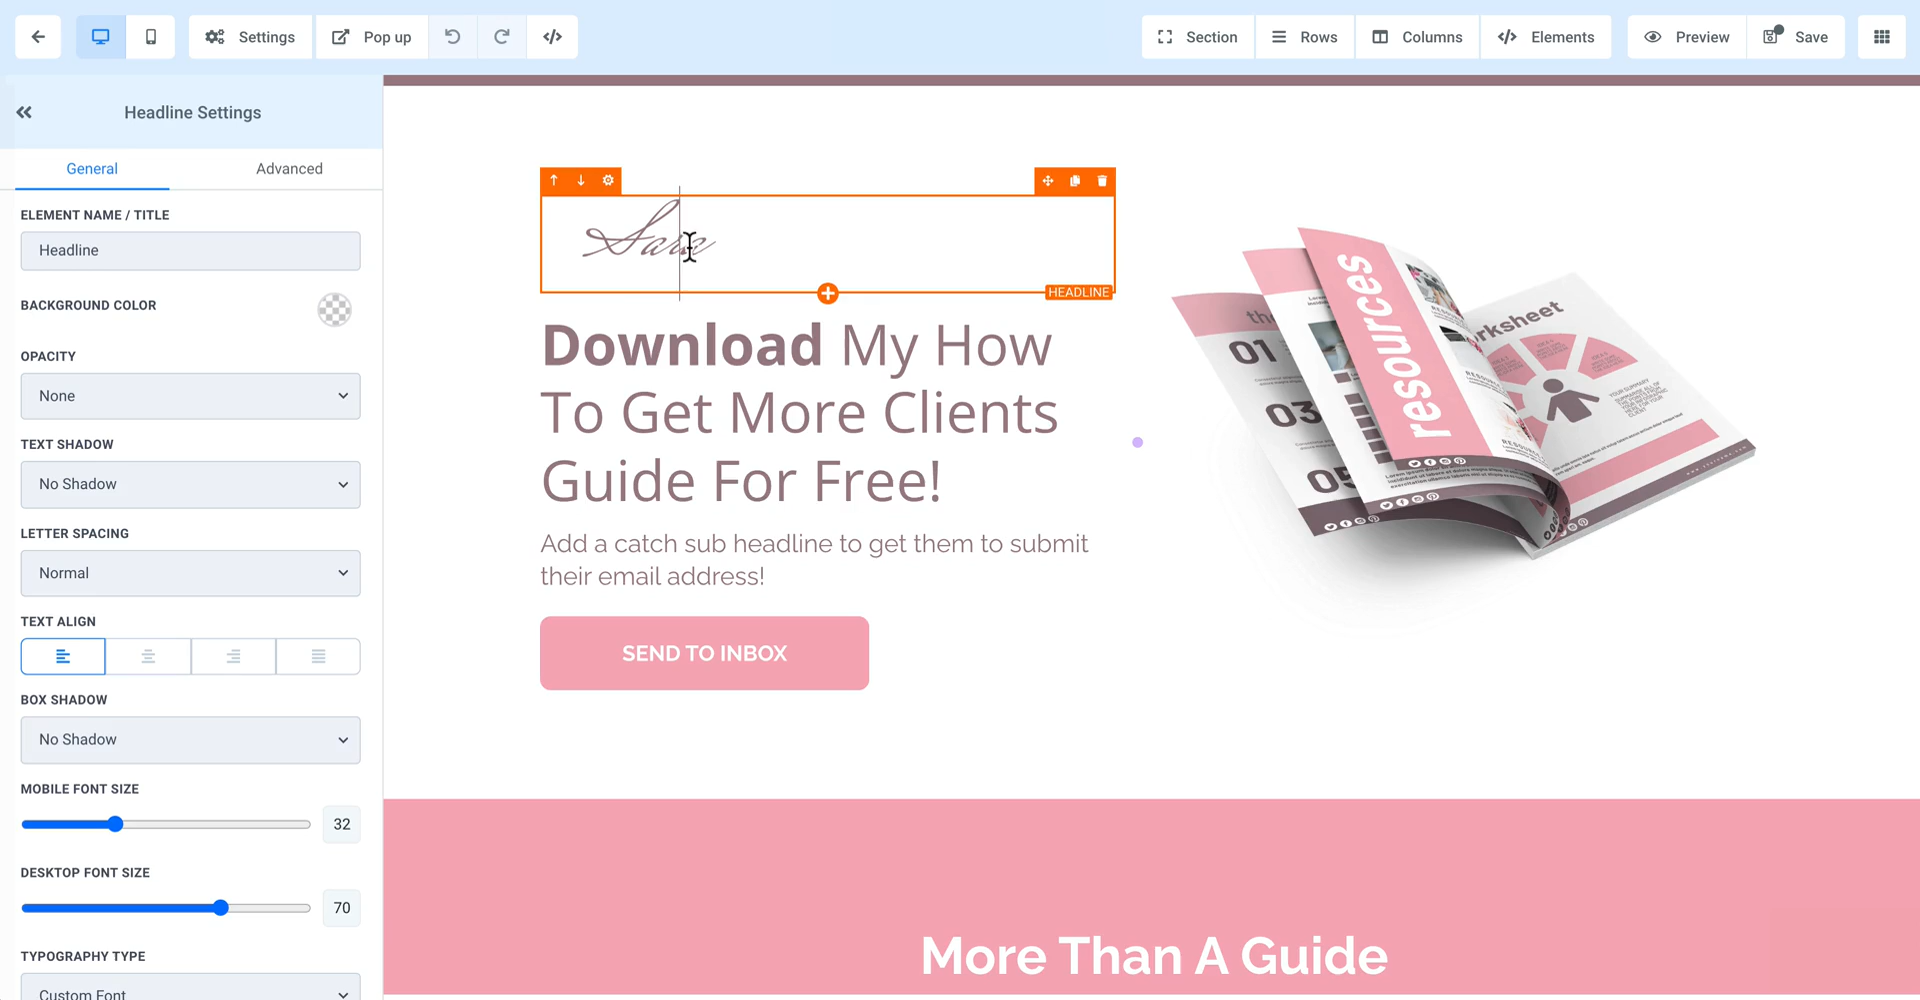 Settings
Pop up
Section
Rows
Columns
Elements
Preview
Save
Headline Settings
General
Advanced
ELEMENT NAME / TITLE
Headline
BACKGROUND COLOR
OPACITY
None
TEXT SHADOW
No Shadow
LETTER SPACING
Normal
TEXT ALIGN
BOX SHADOW
No Shadow
MOBILE FONT SIZE
32
DESKTOP FONT SIZE
70
TYPOGRAPHY TYPE
Custom Font
Sara
HEADLINE
Download My How
To Get More Clients
Guide For Free!
Add a catch sub headline to get them to submit
their email address!
SEND TO INBOX
01
03
05
resources
More Than A Guide